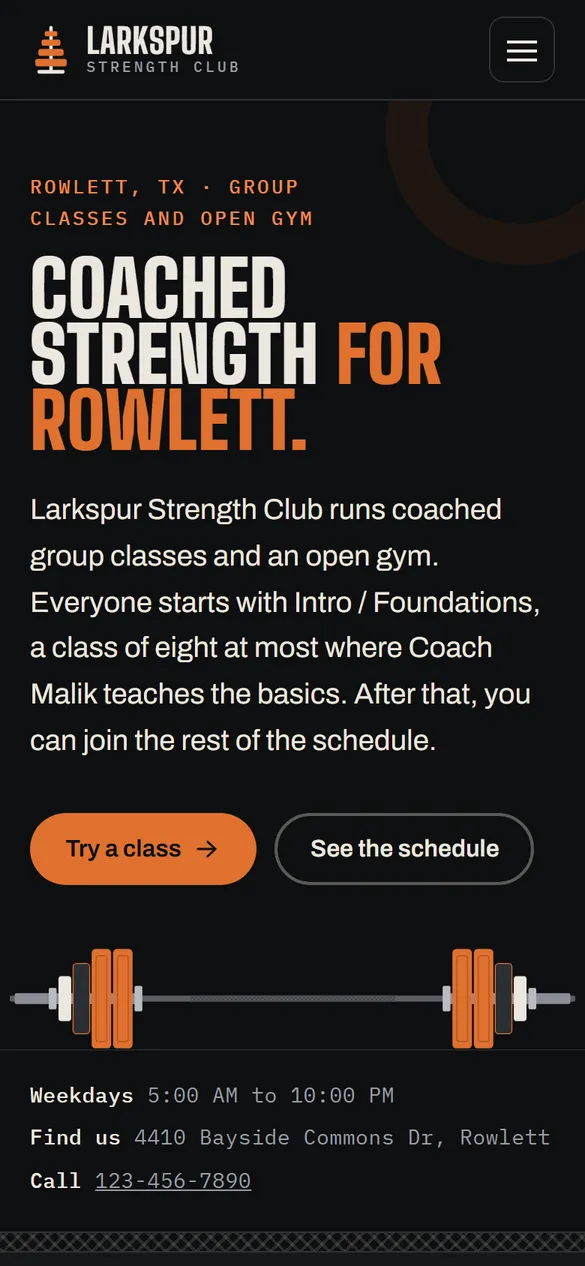 LARKSPUR
STRENGTH CLUB
ROWLETT, TX · GROUP
CLASSES AND OPEN GYM
COACHED
STRENGTH FOR
ROWLETT.
Larkspur Strength Club runs coached
group classes and an open gym.
Everyone starts with Intro / Foundations,
a class of eight at most where Coach
Malik teaches the basics. After that, you
can join the rest of the schedule.
Try a class →
See the schedule
Weekdays 5:00 AM to 10:00 PM
Find us 4410 Bayside Commons Dr, Rowlett
Call 123-456-7890